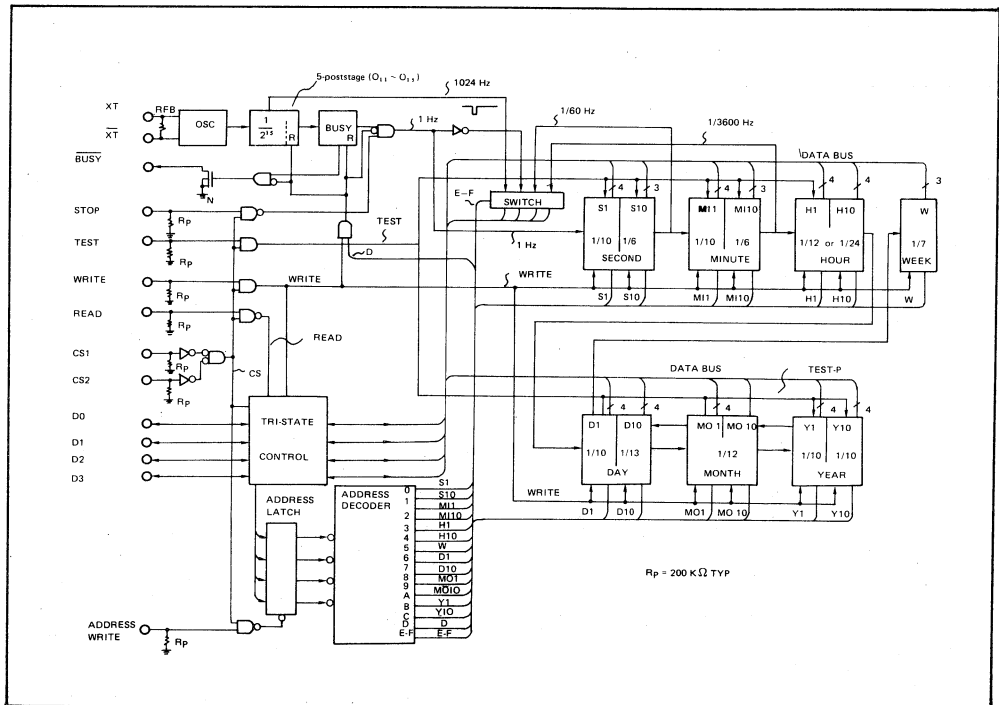 5-poststage (O11 ~ O15)
1024 Hz
XT
RFB
OSC
1
2^15
R
BUSY
R
1 Hz
1/60 Hz
1/3600 Hz
XT
BUSY
N
DATA BUS
4
3
4
3
4
4
3
E-F
SWITCH
S1
S10
1/10
1/6
SECOND
MI1
MI10
1/10
1/6
MINUTE
H1
H10
1/12 or 1/24
HOUR
W
1/7
WEEK
STOP
RP
TEST
RP
TEST
D
1 Hz
WRITE
RP
WRITE
WRITE
S1
S10
MI1
MI10
H1
H10
W
READ
RP
READ
CS1
RP
CS2
RP
CS
DATA BUS
TEST-P
4
4
4
4
4
D0
D1
D2
D3
TRI-STATE
CONTROL
D1
D10
1/10
1/13
DAY
MO 1
MO 10
1/12
MONTH
Y1
Y10
1/10
1/10
YEAR
WRITE
D1
D10
MO1
MO 10
Y1
Y10
ADDRESS
LATCH
ADDRESS
DECODER
0 S1
1 S10
2 MI1
3 MI10
4 H1
5 H10
6 W
7 D1
8 D10
9 MO1
A MO10
B Y1
C Y10
D D
E-F E-F
RP = 200 KΩ TYP
ADDRESS
WRITE
RP